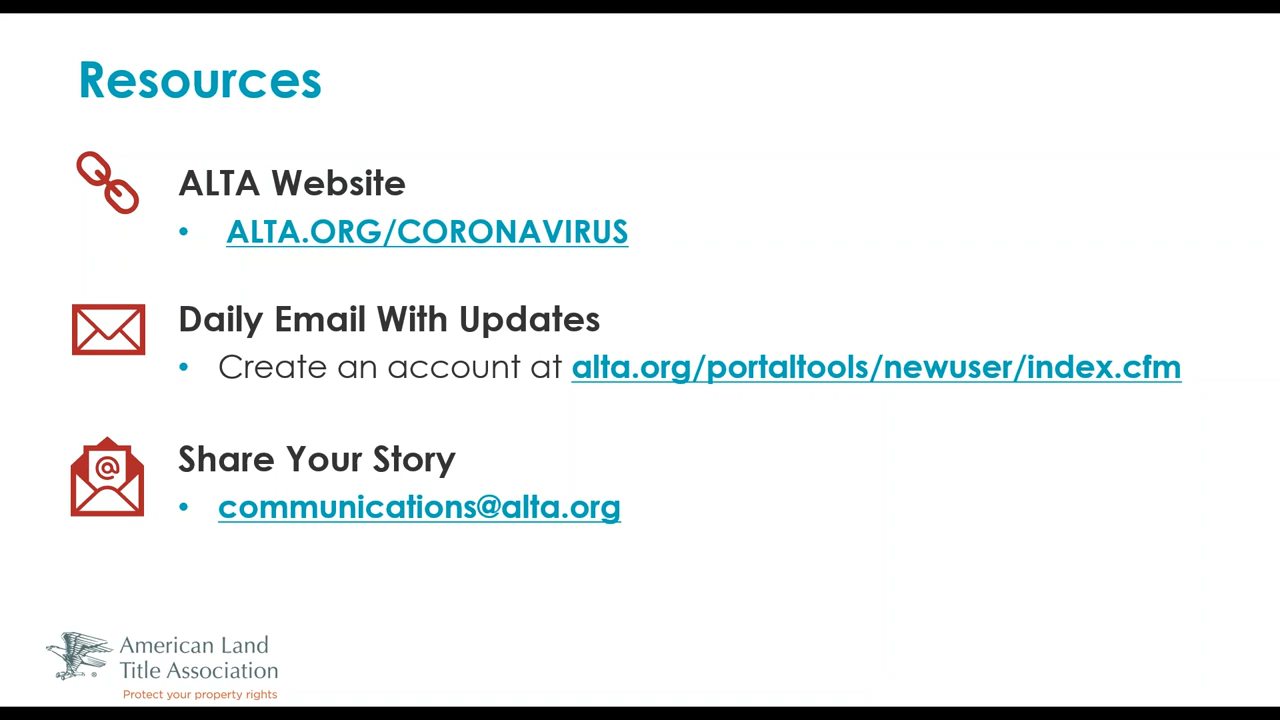 Resources
ALTA Website
• ALTA.ORG/CORONAVIRUS
Daily Email With Updates
• Create an account at alta.org/portaltools/newuser/index.cfm
@
Share Your Story
• communications@alta.org
American Land
Title Association
®
Protect your property rights